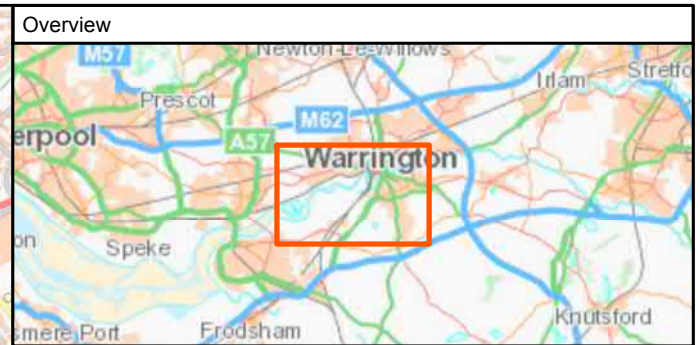 Overview
M57
Newton-Le-Willows
Irlam
Stretfo
Prescot
M62
erpool
A57
Warrington
on
Speke
Knutsford
smere Port
Frodsham